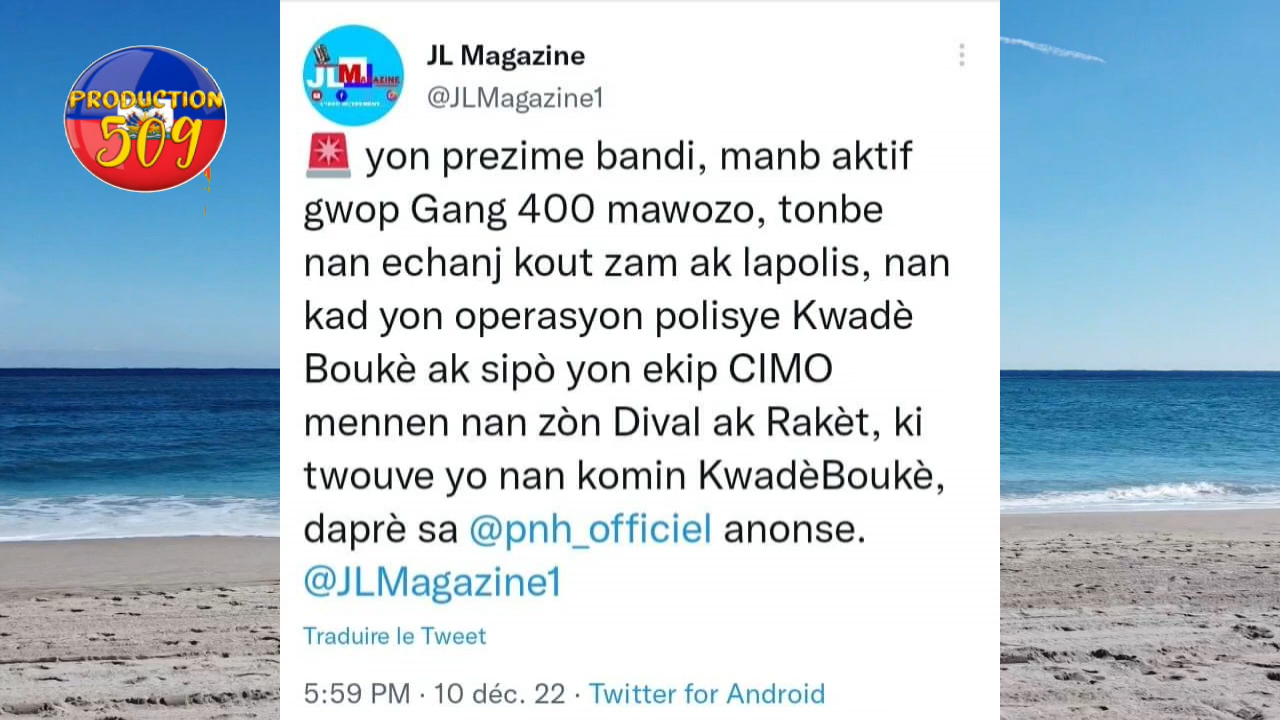 PRODUCTION
509
JL Magazine
@JLMagazine1
🚨 yon prezime bandi, manb aktif
gwop Gang 400 mawozo, tonbe
nan echanj kout zam ak lapolis, nan
kad yon operasyon polisye Kwadè
Boukè ak sipò yon ekip CIMO
mennen nan zòn Dival ak Rakèt, ki
twouve yo nan komin KwadèBoukè,
daprè sa @pnh_officiel anonse.
@JLMagazine1
Traduire le Tweet
5:59 PM · 10 déc. 22 · Twitter for Android